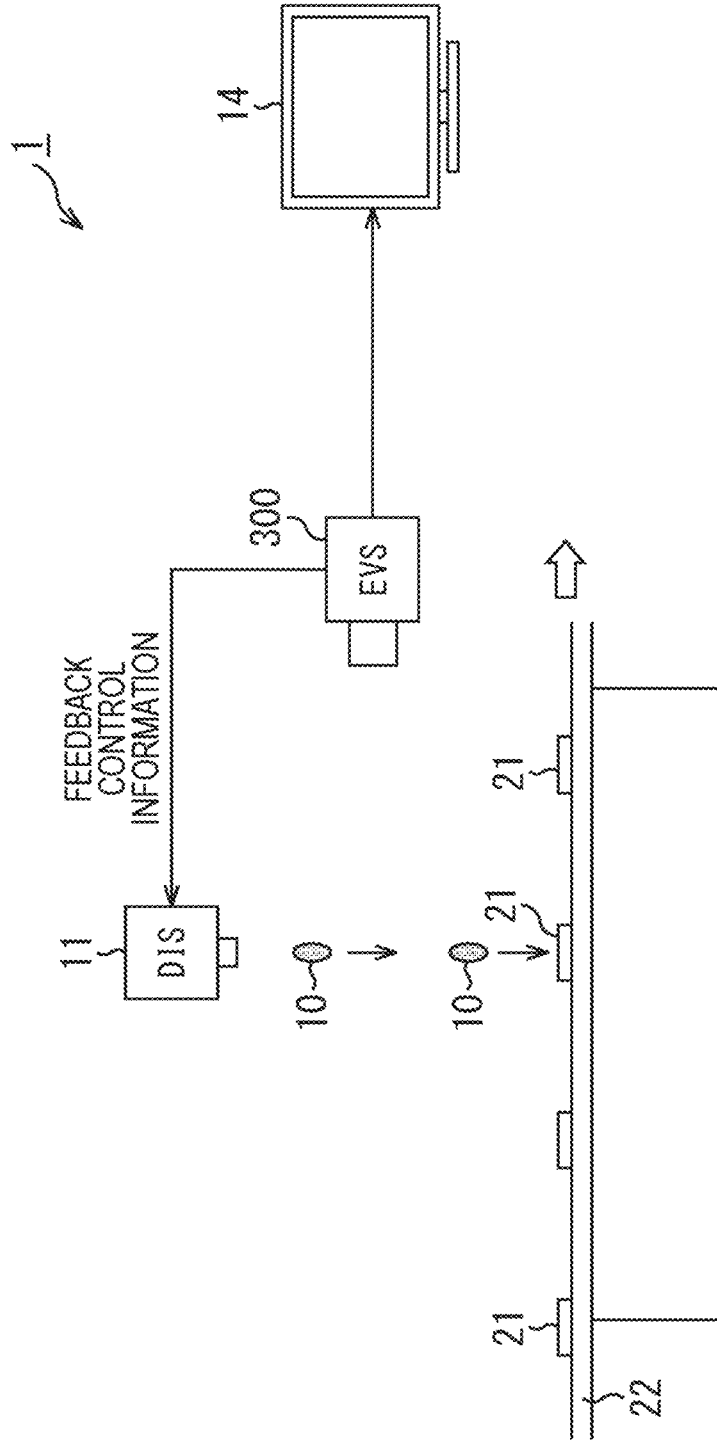 1
14
300
EVS
FEEDBACK
CONTROL
INFORMATION
11
DIS
10
10
21
21
21
22